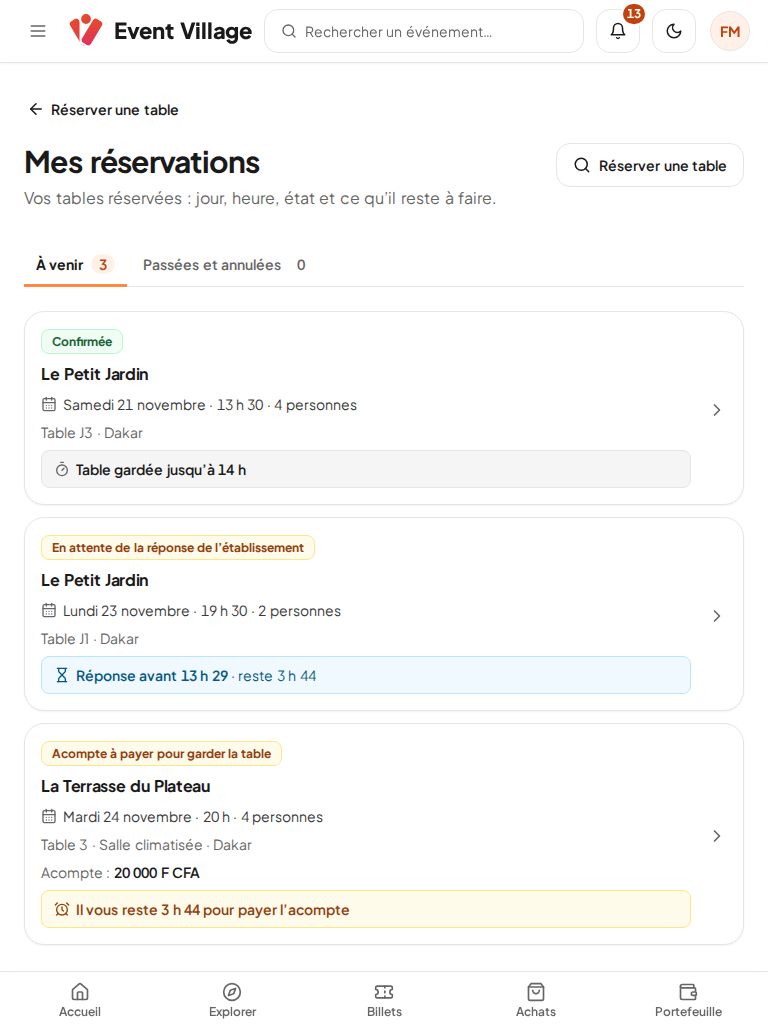 Event Village
Rechercher un événement...
13
FM
Réserver une table
Mes réservations
Réserver une table
Vos tables réservées : jour, heure, état et ce qu’il reste à faire.
À venir 3
Passées et annulées 0
Confirmée
Le Petit Jardin
Samedi 21 novembre · 13 h 30 · 4 personnes
Table J3 · Dakar
Table gardée jusqu’à 14 h
En attente de la réponse de l’établissement
Le Petit Jardin
Lundi 23 novembre · 19 h 30 · 2 personnes
Table J1 · Dakar
Réponse avant 13 h 29 · reste 3 h 44
Acompte à payer pour garder la table
La Terrasse du Plateau
Mardi 24 novembre · 20 h · 4 personnes
Table 3 · Salle climatisée · Dakar
Acompte : 20 000 F CFA
Il vous reste 3 h 44 pour payer l’acompte
Accueil
Explorer
Billets
Achats
Portefeuille